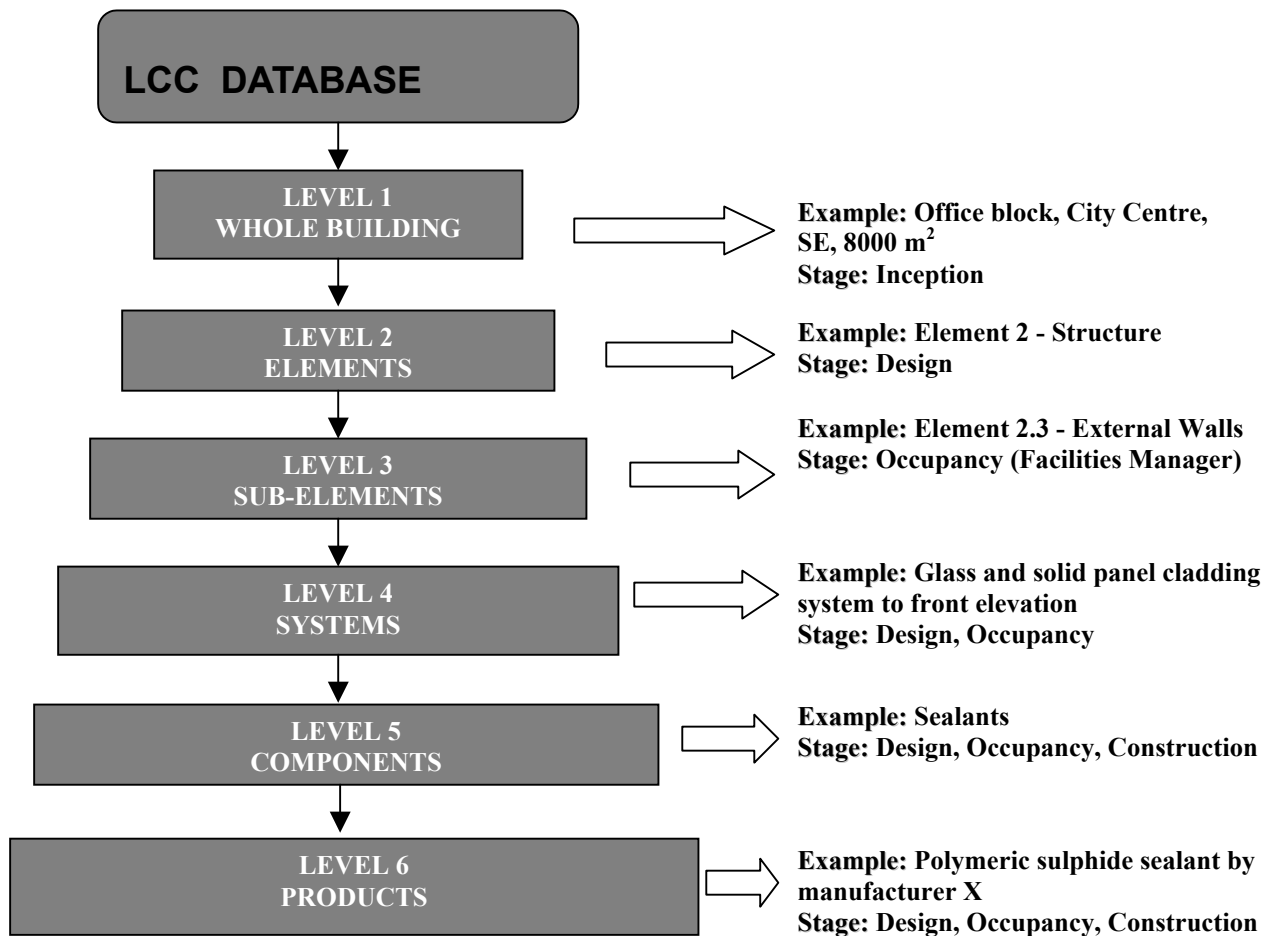 LCC DATABASE
LEVEL 1
WHOLE BUILDING
Example: Office block, City Centre,
SE, 8000 m²
Stage: Inception
LEVEL 2
ELEMENTS
Example: Element 2 - Structure
Stage: Design
LEVEL 3
SUB-ELEMENTS
Example: Element 2.3 - External Walls
Stage: Occupancy (Facilities Manager)
LEVEL 4
SYSTEMS
Example: Glass and solid panel cladding
system to front elevation
Stage: Design, Occupancy
LEVEL 5
COMPONENTS
Example: Sealants
Stage: Design, Occupancy, Construction
LEVEL 6
PRODUCTS
Example: Polymeric sulphide sealant by
manufacturer X
Stage: Design, Occupancy, Construction